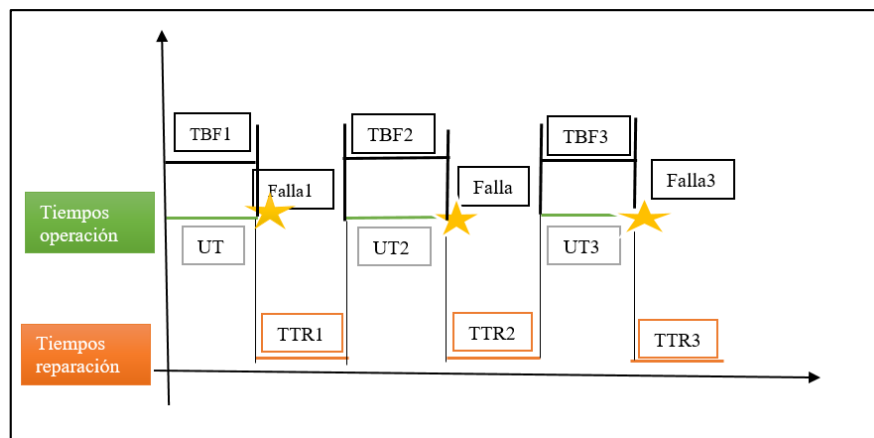 TBF1
TBF2
TBF3
Falla1
Falla
Falla3
Tiempos
operación
UT
UT2
UT3
TTR1
TTR2
TTR3
Tiempos
reparación